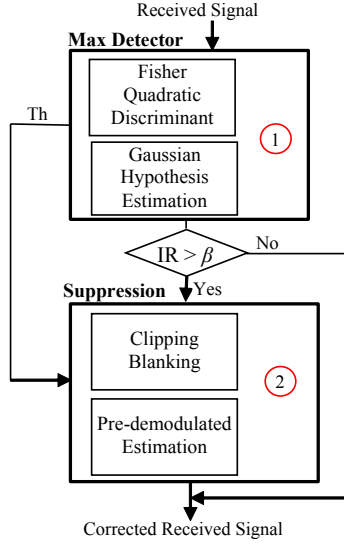 Received Signal
Max Detector
Fisher
Quadratic
Discriminant
Th
1
Gaussian
Hypothesis
Estimation
IR > β
No
Yes
Suppression
Clipping
Blanking
2
Pre-demodulated
Estimation
Corrected Received Signal